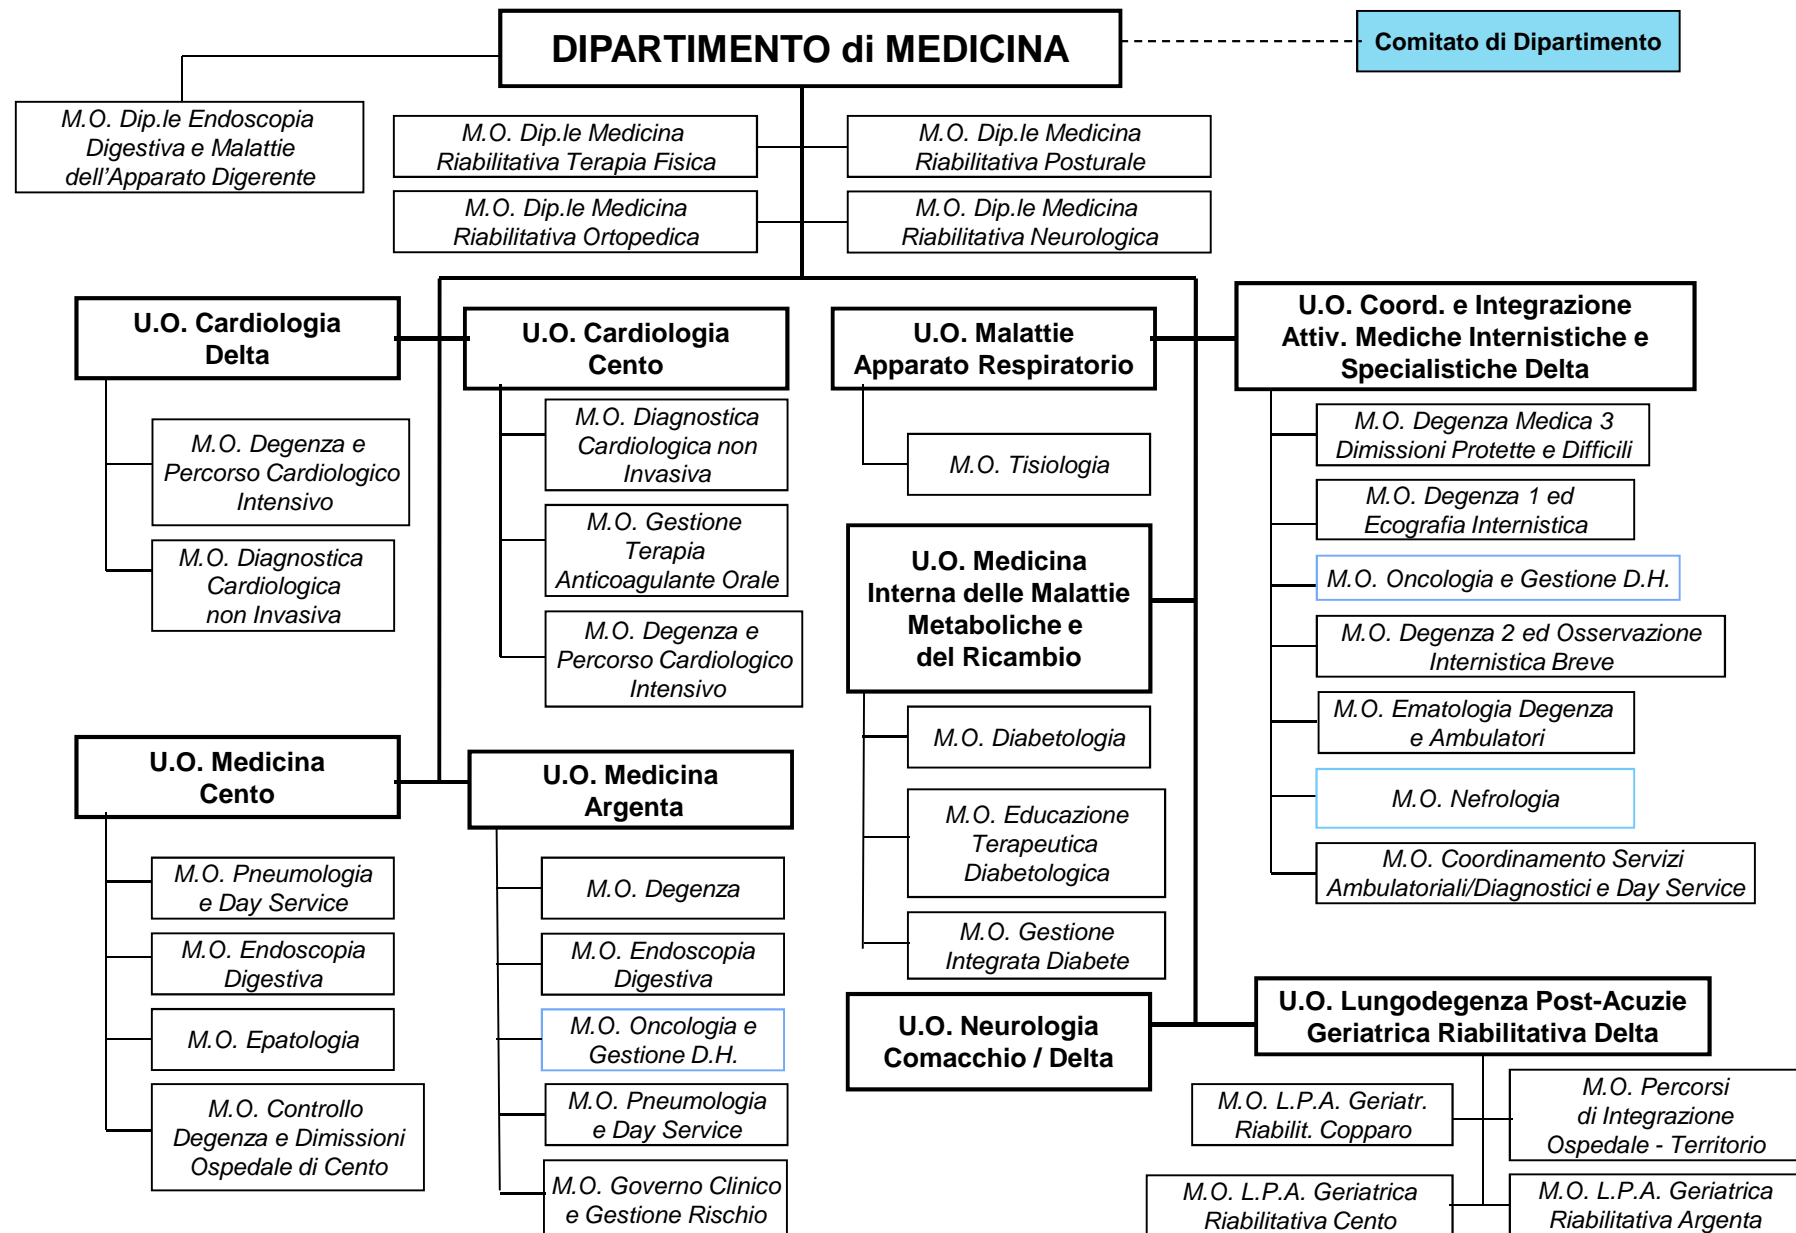 DIPARTIMENTO di MEDICINA
Comitato di Dipartimento
M.O. Dip.le Endoscopia
Digestiva e Malattie
dell'Apparato Digerente
M.O. Dip.le Medicina
Riabilitativa Terapia Fisica
M.O. Dip.le Medicina
Riabilitativa Posturale
M.O. Dip.le Medicina
Riabilitativa Ortopedica
M.O. Dip.le Medicina
Riabilitativa Neurologica
U.O. Cardiologia
Delta
M.O. Degenza e
Percorso Cardiologico
Intensivo
M.O. Diagnostica
Cardiologica
non Invasiva
U.O. Cardiologia
Cento
M.O. Diagnostica
Cardiologica non
Invasiva
M.O. Gestione
Terapia
Anticoagulante Orale
M.O. Degenza e
Percorso Cardiologico
Intensivo
U.O. Malattie
Apparato Respiratorio
M.O. Tisiologia
U.O. Coord. e Integrazione
Attiv. Mediche Internistiche e
Specialistiche Delta
M.O. Degenza Medica 3
Dimissioni Protette e Difficili
M.O. Degenza 1 ed
Ecografia Internistica
M.O. Oncologia e Gestione D.H.
M.O. Degenza 2 ed Osservazione
Internistica Breve
M.O. Ematologia Degenza
e Ambulatori
M.O. Nefrologia
M.O. Coordinamento Servizi
Ambulatoriali/Diagnostici e Day Service
U.O. Medicina
Interna delle Malattie
Metaboliche e
del Ricambio
M.O. Diabetologia
M.O. Educazione
Terapeutica
Diabetologica
M.O. Gestione
Integrata Diabete
U.O. Medicina
Cento
M.O. Pneumologia
e Day Service
M.O. Endoscopia
Digestiva
M.O. Epatologia
M.O. Controllo
Degenza e Dimissioni
Ospedale di Cento
U.O. Medicina
Argenta
M.O. Degenza
M.O. Endoscopia
Digestiva
M.O. Oncologia e
Gestione D.H.
M.O. Pneumologia
e Day Service
M.O. Governo Clinico
e Gestione Rischio
U.O. Neurologia
Comacchio / Delta
U.O. Lungodegenza Post-Acuzie
Geriatrica Riabilitativa Delta
M.O. L.P.A. Geriatr.
Riabilit. Copparo
M.O. Percorsi
di Integrazione
Ospedale - Territorio
M.O. L.P.A. Geriatrica
Riabilitativa Cento
M.O. L.P.A. Geriatrica
Riabilitativa Argenta